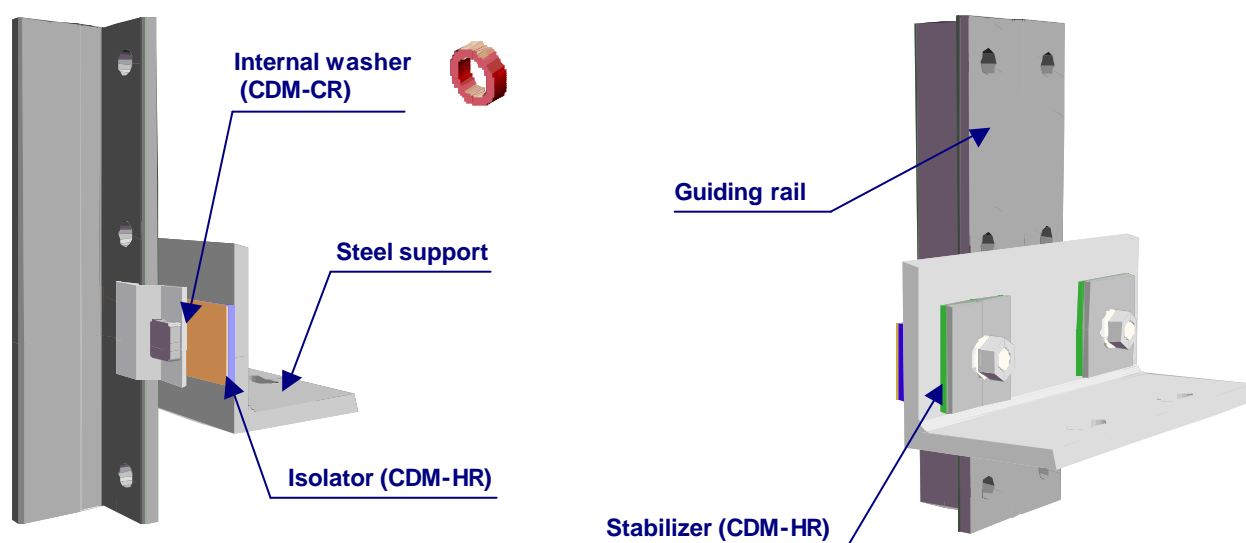 Internal washer
(CDM-CR)
Guiding rail
Steel support
Isolator (CDM-HR)
Stabilizer (CDM-HR)